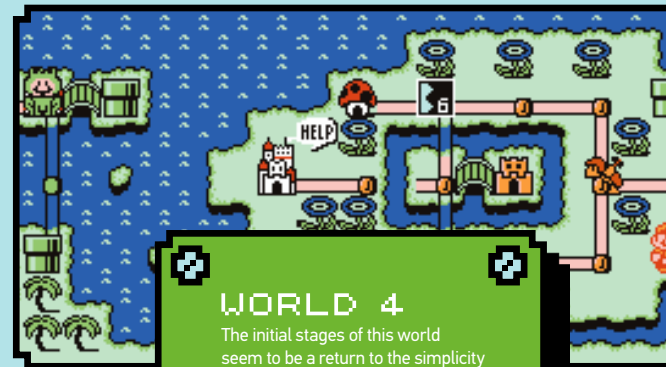 6
HELP
WORLD 4
The initial stages of this world
seem to be a return to the simplicity